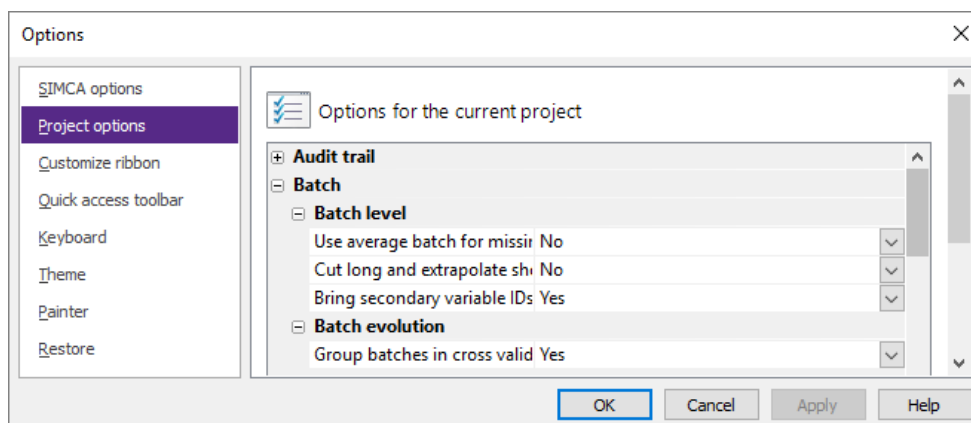 Options
SIMCA options
Project options
Customize ribbon
Quick access toolbar
Keyboard
Theme
Painter
Restore
Options for the current project
Audit trail
Batch
Batch level
Use average batch for missin No
Cut long and extrapolate sho No
Bring secondary variable IDs Yes
Batch evolution
Group batches in cross valid Yes
OK Cancel Apply Help